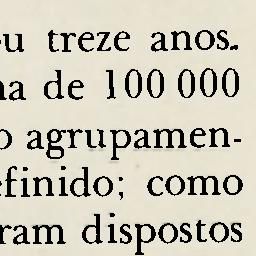 u treze anos.
a de 100 000
o agrupamen-
efinido; como
ram dispostos